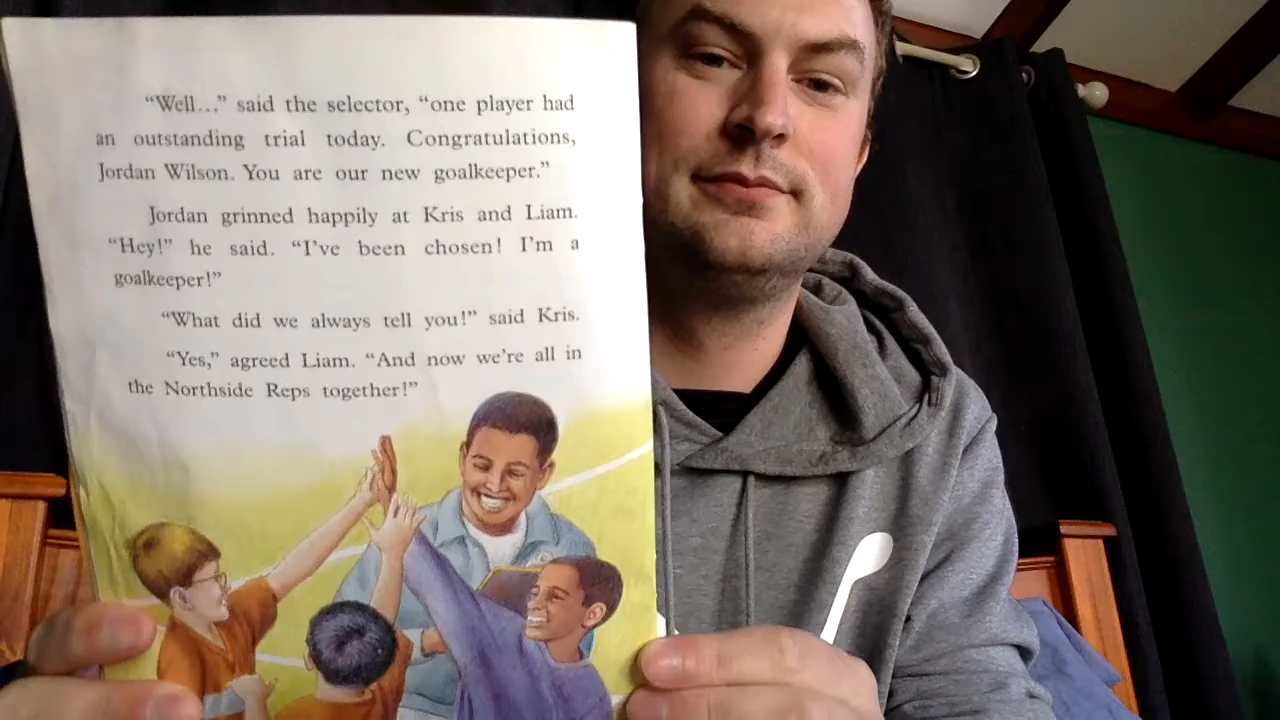 “Well...” said the selector, “one player had
an outstanding trial today. Congratulations,
Jordan Wilson. You are our new goalkeeper.”
Jordan grinned happily at Kris and Liam.
“Hey!” he said. “I’ve been chosen! I’m a
goalkeeper!”
“What did we always tell you!” said Kris.
“Yes,” agreed Liam. “And now we’re all in
the Northside Reps together!”